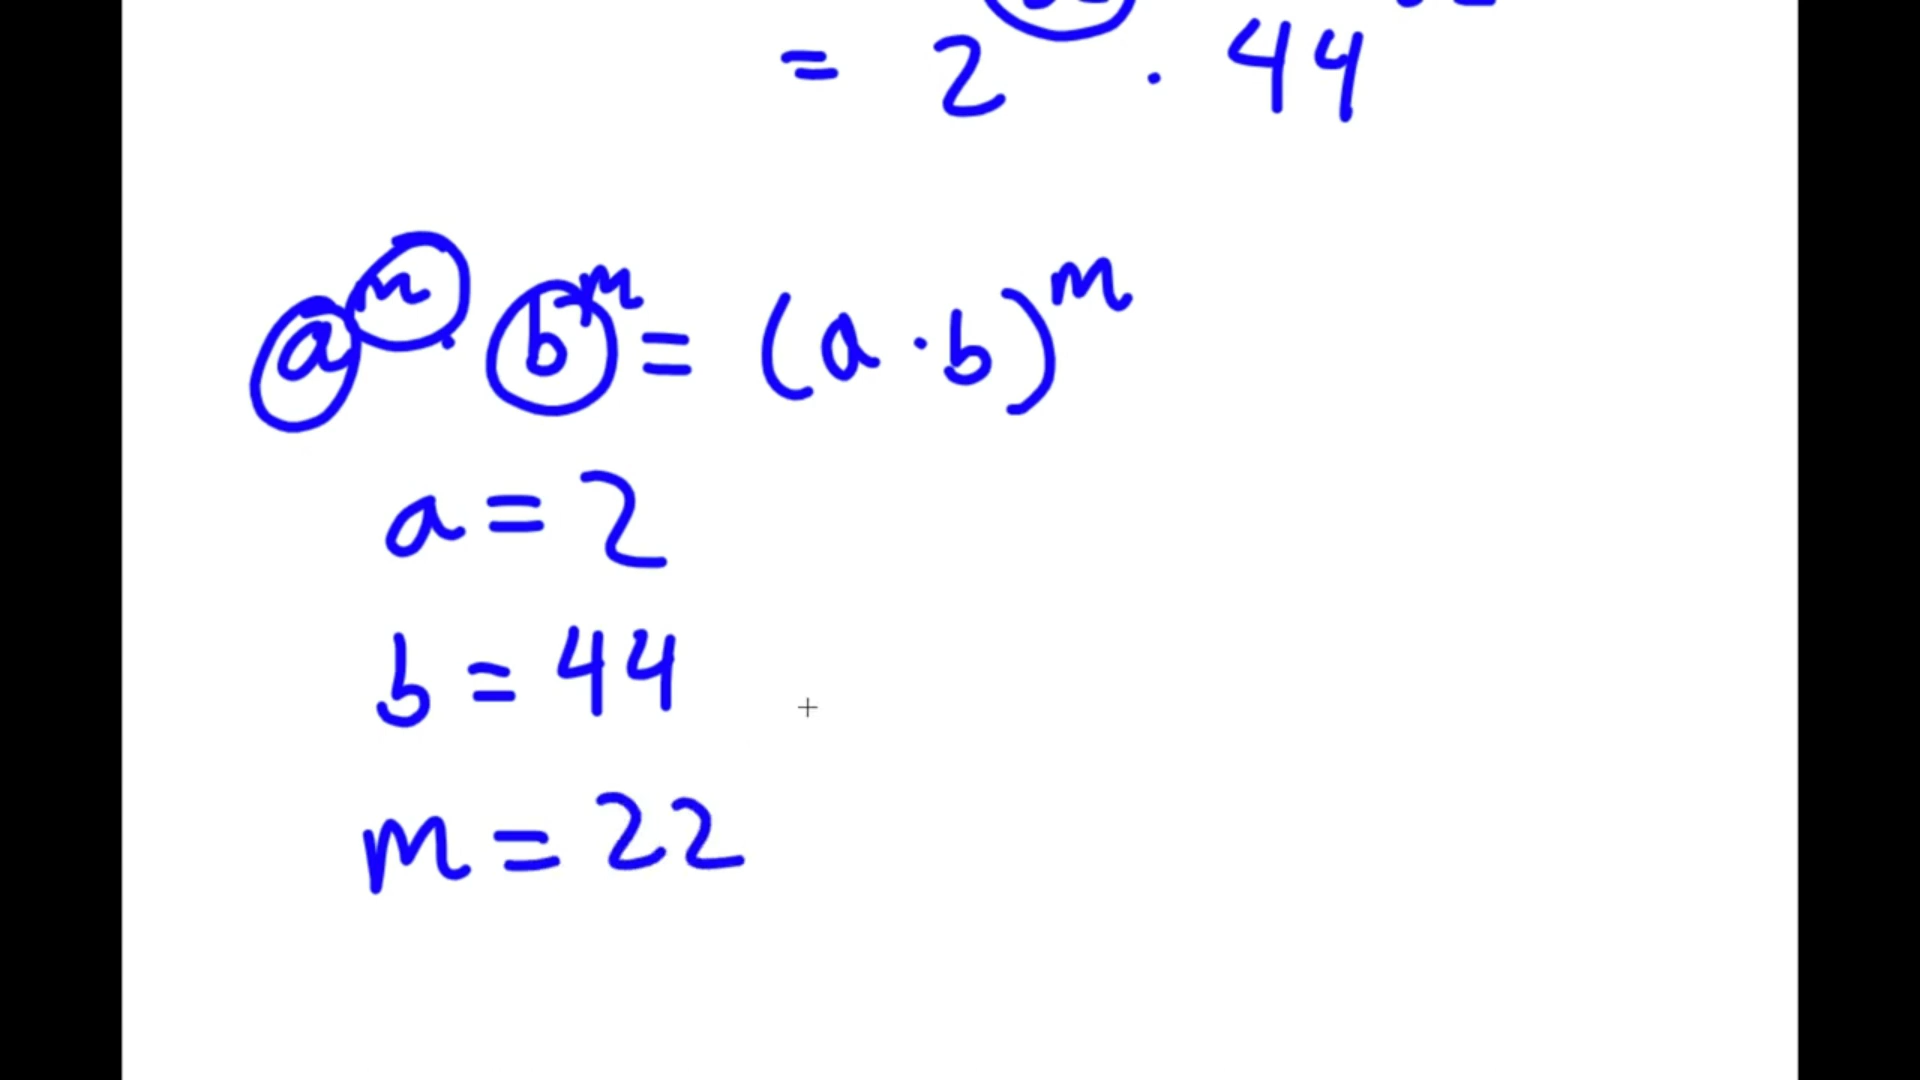 = 2 · 44
a^m · b^m = (a · b)^m
a = 2
b = 44
m = 22